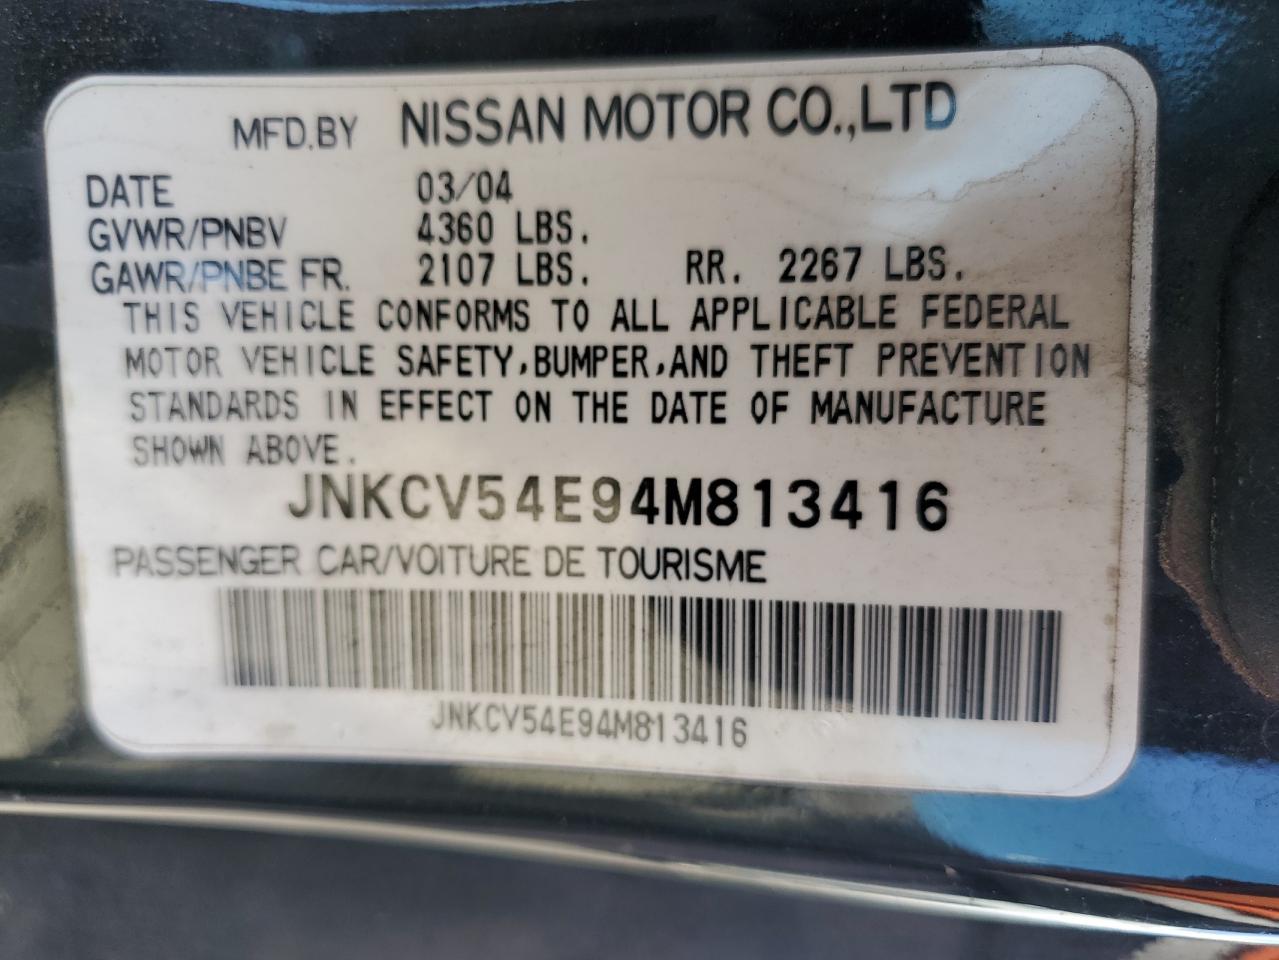 MFD.BY NISSAN MOTOR CO.,LTD
DATE 03/04
GVWR/PNBV 4360 LBS.
GAWR/PNBE FR. 2107 LBS. RR. 2267 LBS.
THIS VEHICLE CONFORMS TO ALL APPLICABLE FEDERAL
MOTOR VEHICLE SAFETY,BUMPER,AND THEFT PREVENTION
STANDARDS IN EFFECT ON THE DATE OF MANUFACTURE
SHOWN ABOVE.
JNKCV54E94M813416
PASSENGER CAR/VOITURE DE TOURISME
JNKCV54E94M813416